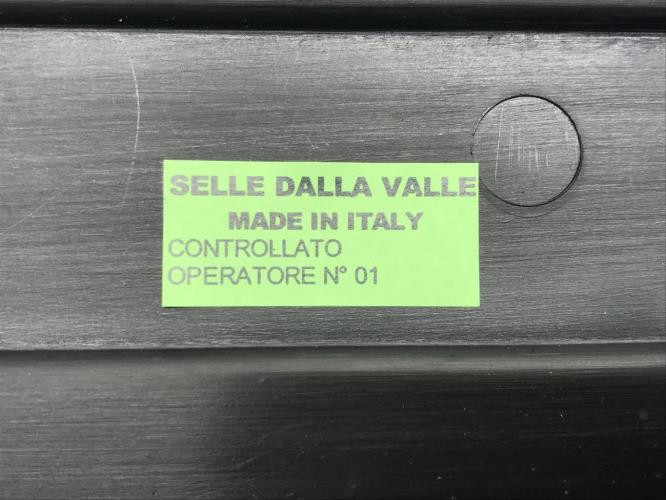 SELLE DALLA VALLE
MADE IN ITALY
CONTROLLATO
OPERATORE N° 01